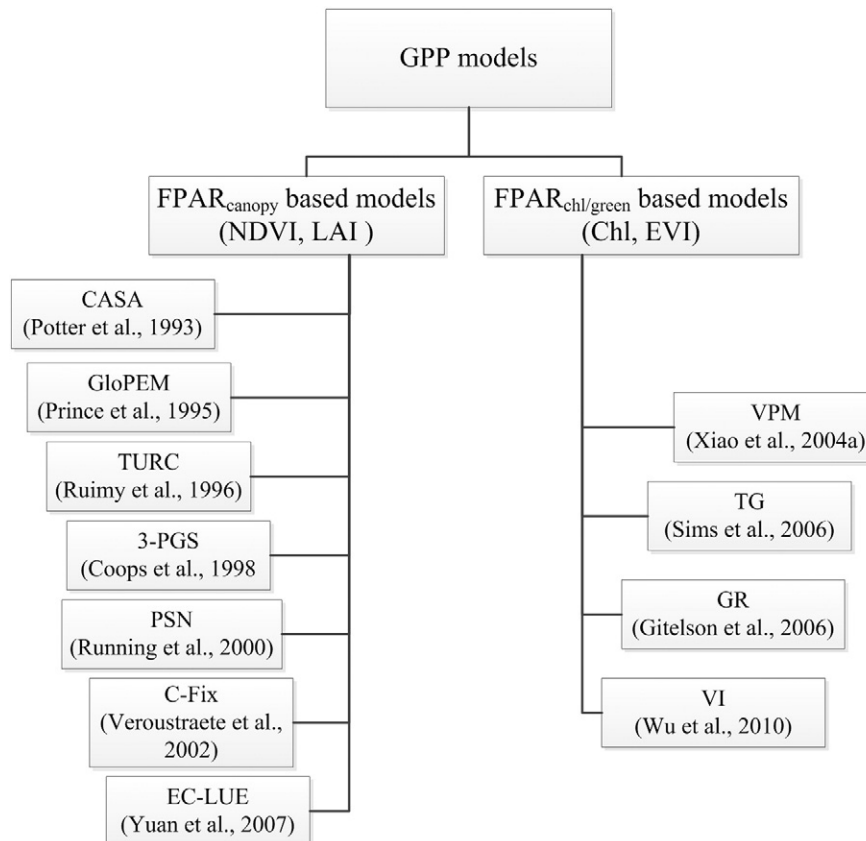 GPP models
FPARcanopy based models
(NDVI, LAI )
FPARchl/green based models
(Chl, EVI)
CASA
(Potter et al., 1993)
GloPEM
(Prince et al., 1995)
TURC
(Ruimy et al., 1996)
3-PGS
(Coops et al., 1998
PSN
(Running et al., 2000)
C-Fix
(Veroustraete et al.,
2002)
EC-LUE
(Yuan et al., 2007)
VPM
(Xiao et al., 2004a)
TG
(Sims et al., 2006)
GR
(Gitelson et al., 2006)
VI
(Wu et al., 2010)